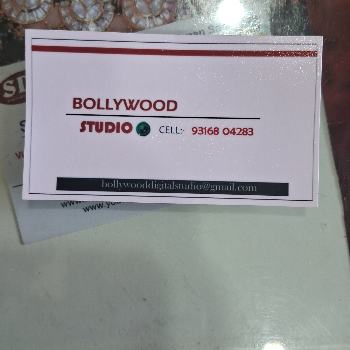 BOLLYWOOD
STUDIO CELL:- 93168 04283
bollywooddigitalstudio@gmail.com